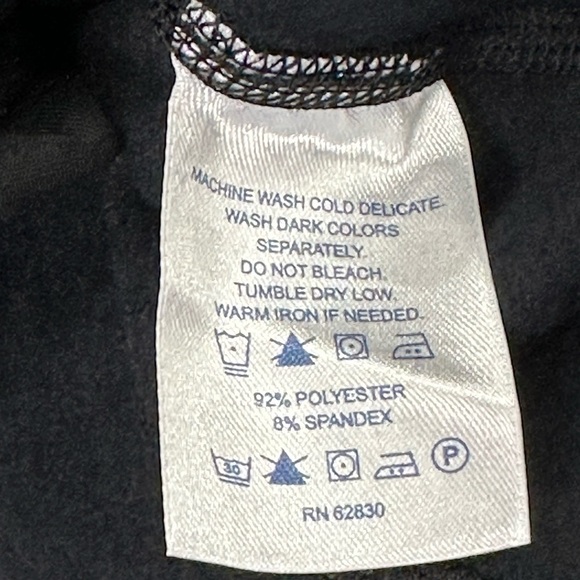 MACHINE WASH COLD DELICATE.
WASH DARK COLORS
SEPARATELY.
DO NOT BLEACH.
TUMBLE DRY LOW.
WARM IRON IF NEEDED.
92% POLYESTER
8% SPANDEX
30 P
RN 62830